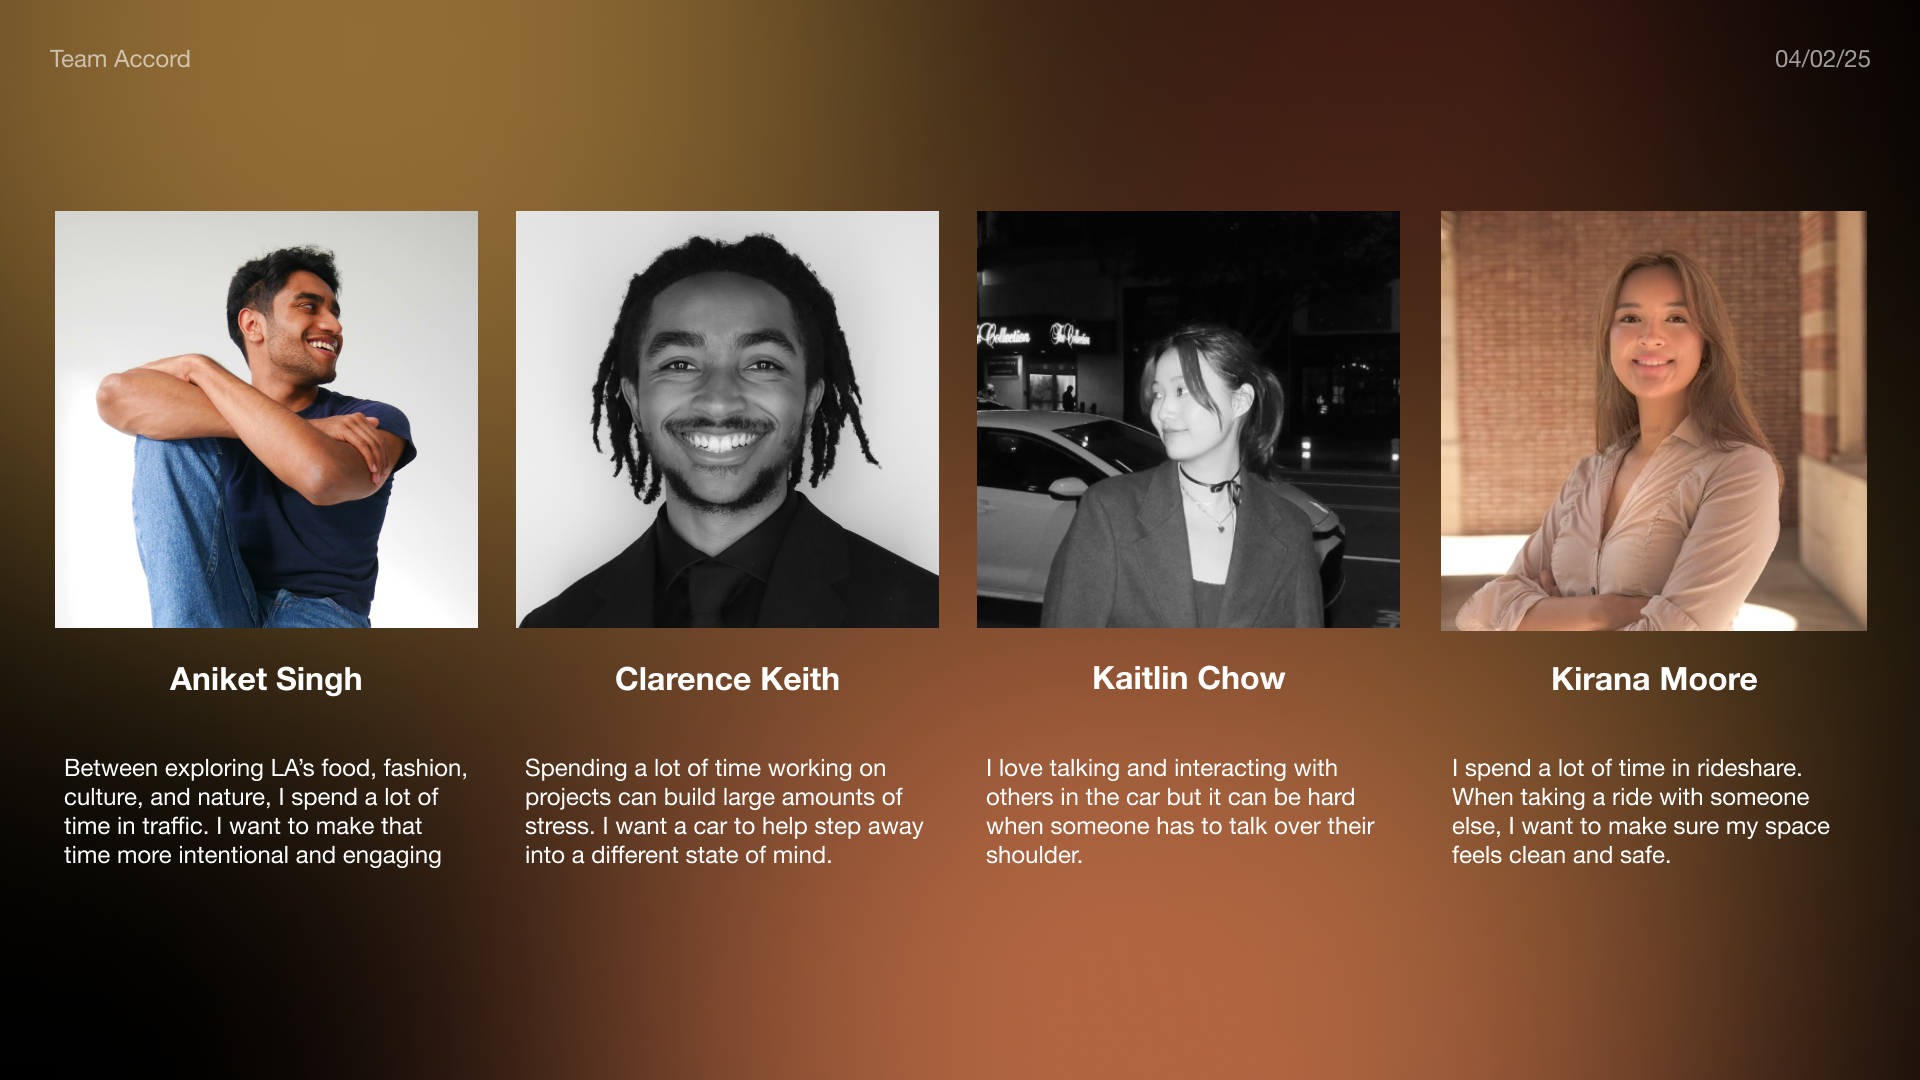 Team Accord
04/02/25
Collection
The Collection
Aniket Singh
Clarence Keith
Kaitlin Chow
Kirana Moore
Between exploring LA’s food, fashion,
culture, and nature, I spend a lot of
time in traffic. I want to make that
time more intentional and engaging
Spending a lot of time working on
projects can build large amounts of
stress. I want a car to help step away
into a different state of mind.
I love talking and interacting with
others in the car but it can be hard
when someone has to talk over their
shoulder.
I spend a lot of time in rideshare.
When taking a ride with someone
else, I want to make sure my space
feels clean and safe.